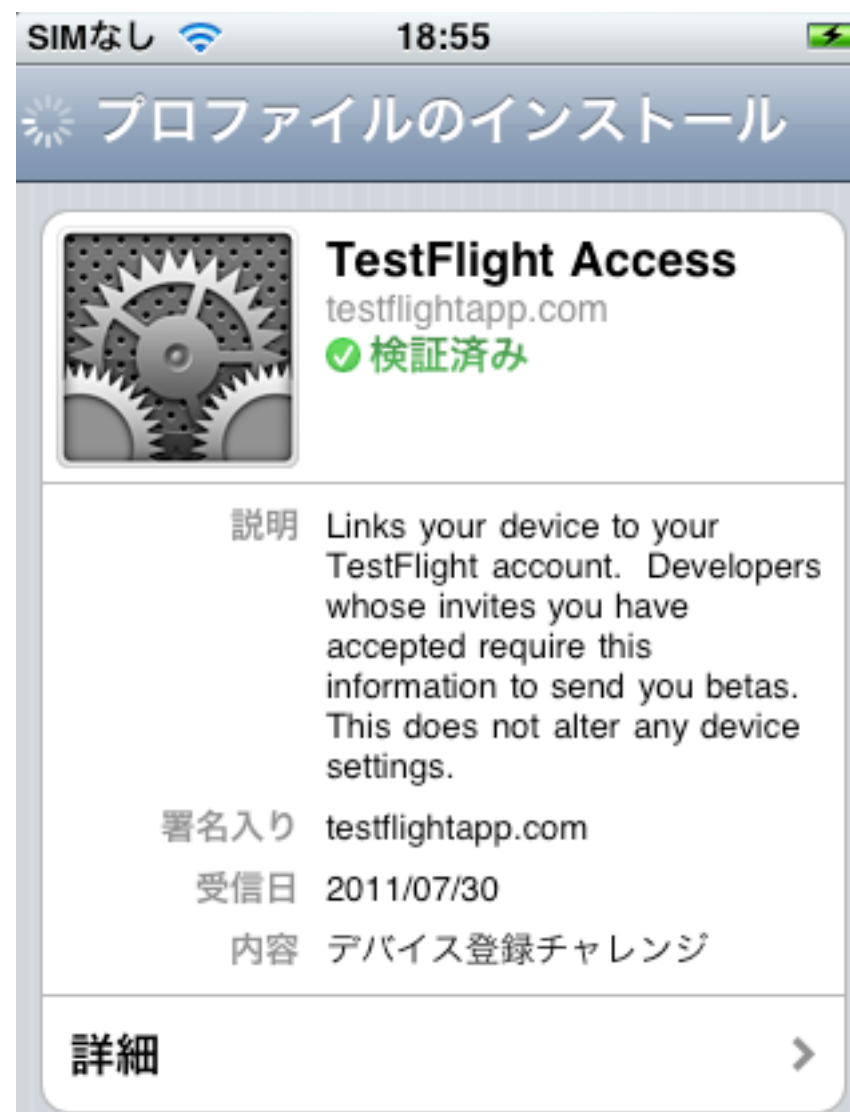 SIMなし 18:55
プロファイルのインストール
TestFlight Access
testflightapp.com
検証済み
説明 Links your device to your
TestFlight account. Developers
whose invites you have
accepted require this
information to send you betas.
This does not alter any device
settings.
署名入り testflightapp.com
受信日 2011/07/30
内容 デバイス登録チャレンジ
詳細